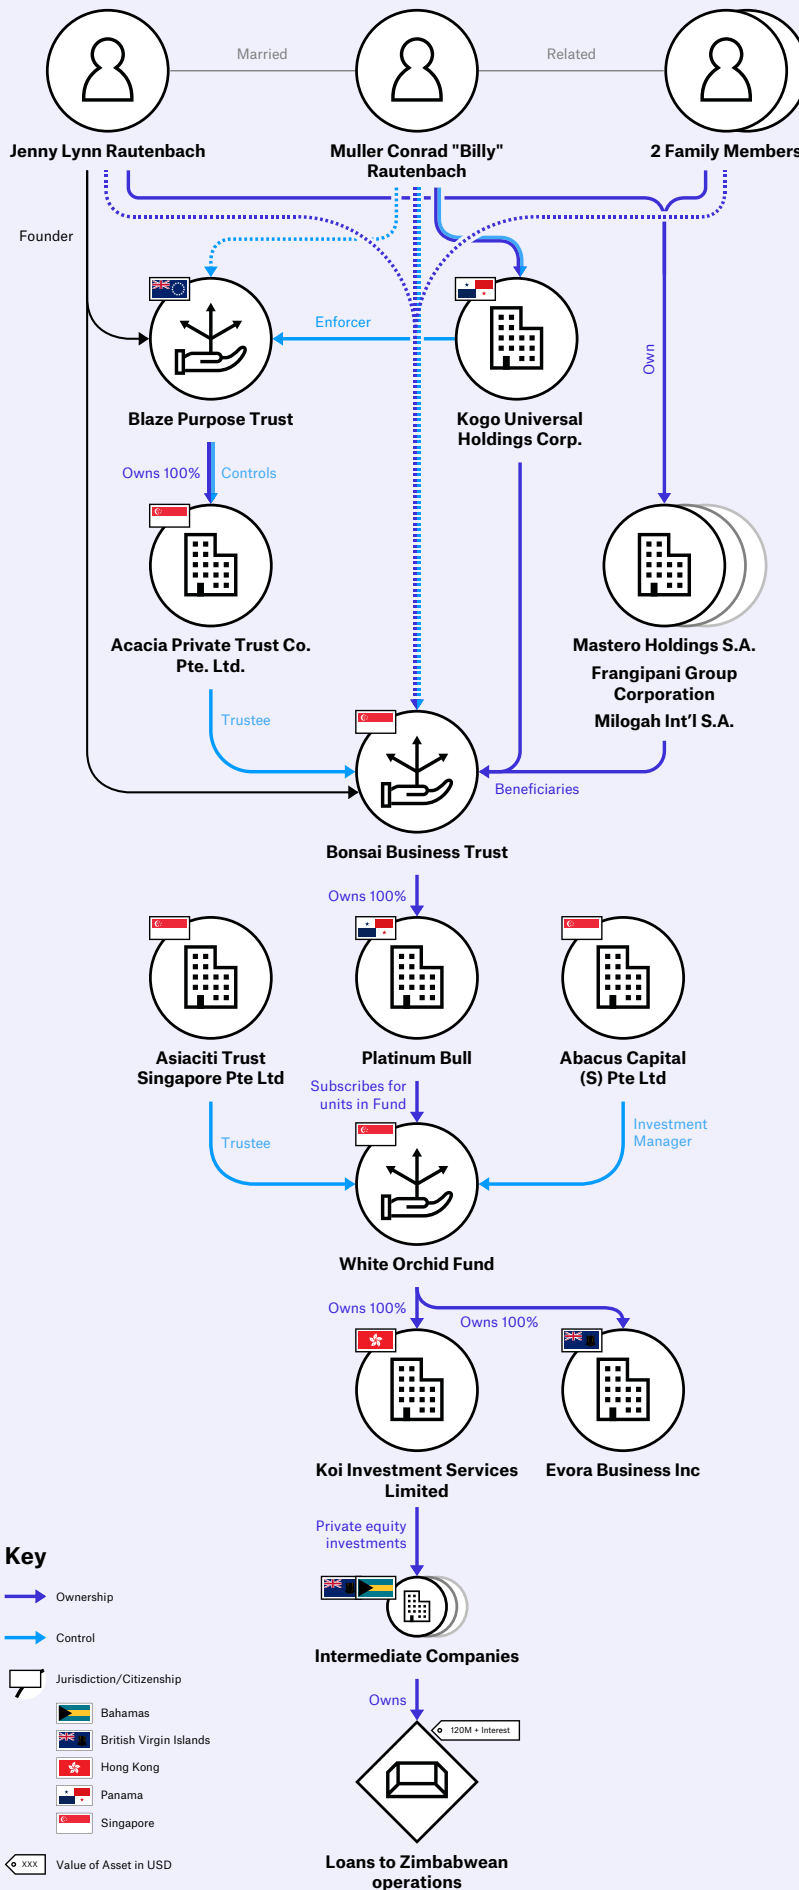 Married
Related
Jenny Lynn Rautenbach
Muller Conrad "Billy"
Rautenbach
2 Family Members
Founder
Enforcer
Own
Blaze Purpose Trust
Kogo Universal
Holdings Corp.
Owns 100%
Controls
Acacia Private Trust Co.
Pte. Ltd.
Mastero Holdings S.A.
Frangipani Group
Corporation
Milogah Int’l S.A.
Trustee
Beneficiaries
Bonsai Business Trust
Owns 100%
Asiaciti Trust
Singapore Pte Ltd
Platinum Bull
Abacus Capital
(S) Pte Ltd
Subscribes for
units in Fund
Trustee
Investment
Manager
White Orchid Fund
Owns 100%
Owns 100%
Koi Investment Services
Limited
Evora Business Inc
Private equity
investments
Intermediate Companies
Owns
120M + Interest
Loans to Zimbabwean
operations
Key
Ownership
Control
Jurisdiction/Citizenship
Bahamas
British Virgin Islands
Hong Kong
Panama
Singapore
XXX
Value of Asset in USD